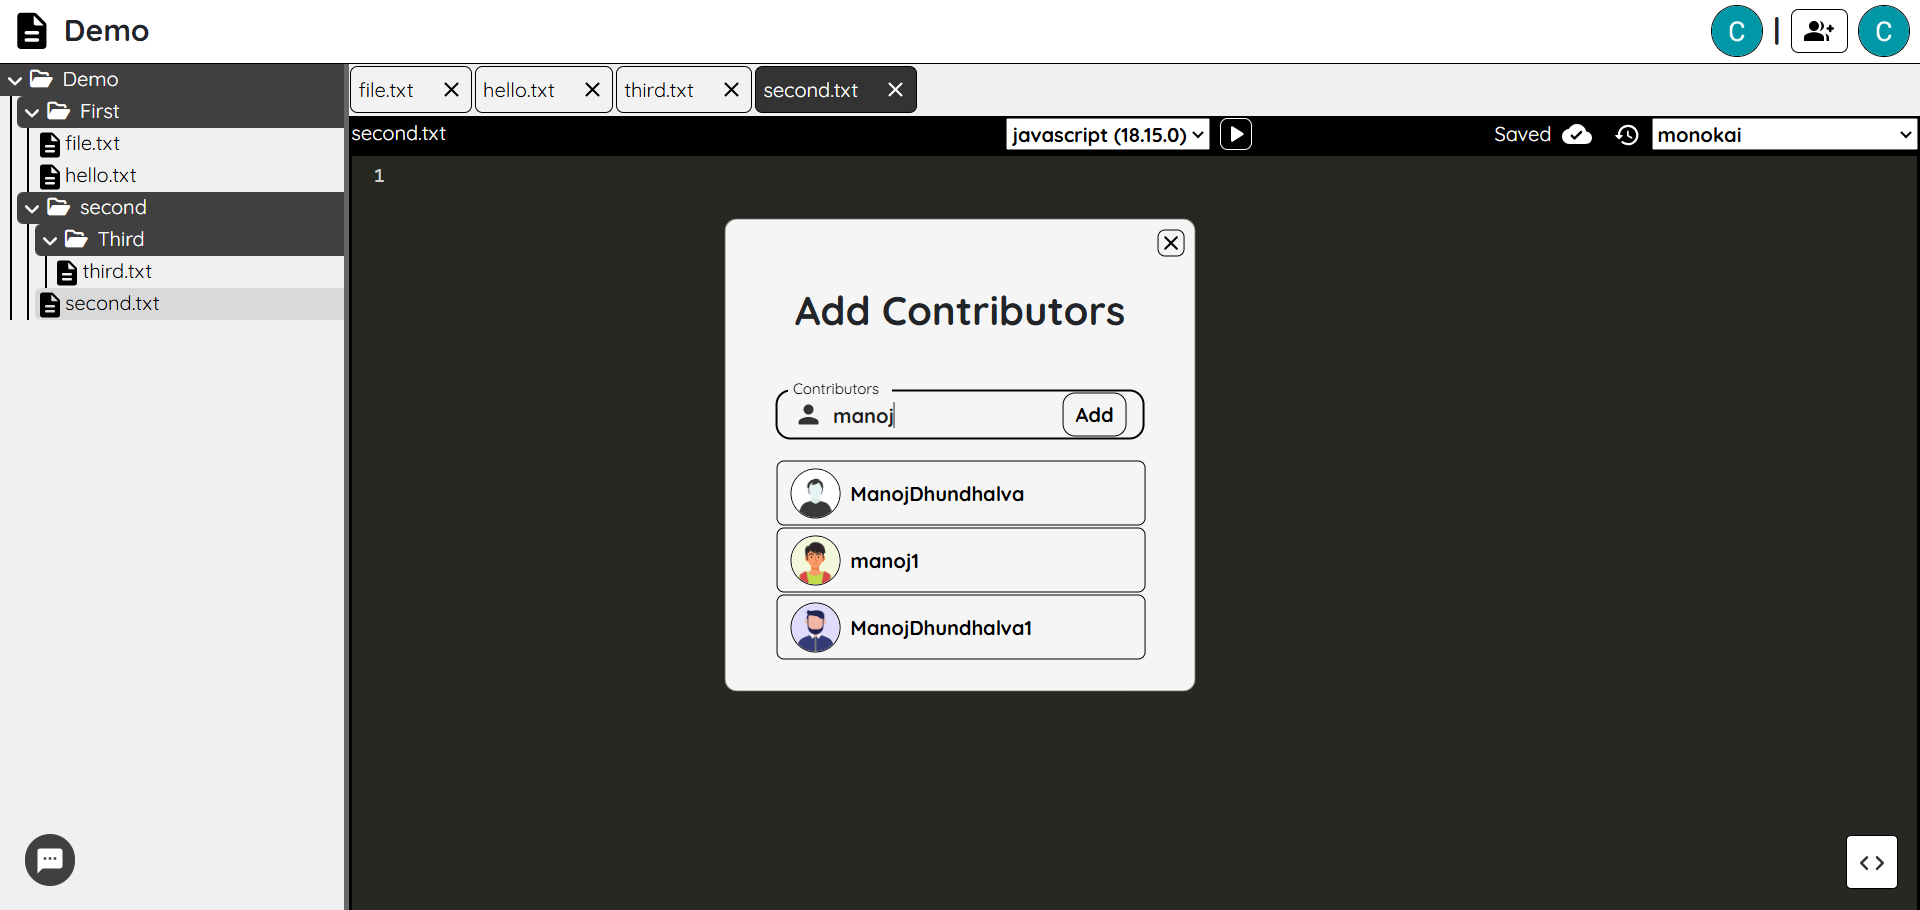 Demo
C | C
Demo
First
file.txt
hello.txt
second
Third
third.txt
second.txt
file.txt hello.txt third.txt second.txt
second.txt javascript (18.15.0) Saved monokai
1
Add Contributors
Contributors
manoj Add
ManojDhundhalva
manoj1
ManojDhundhalva1